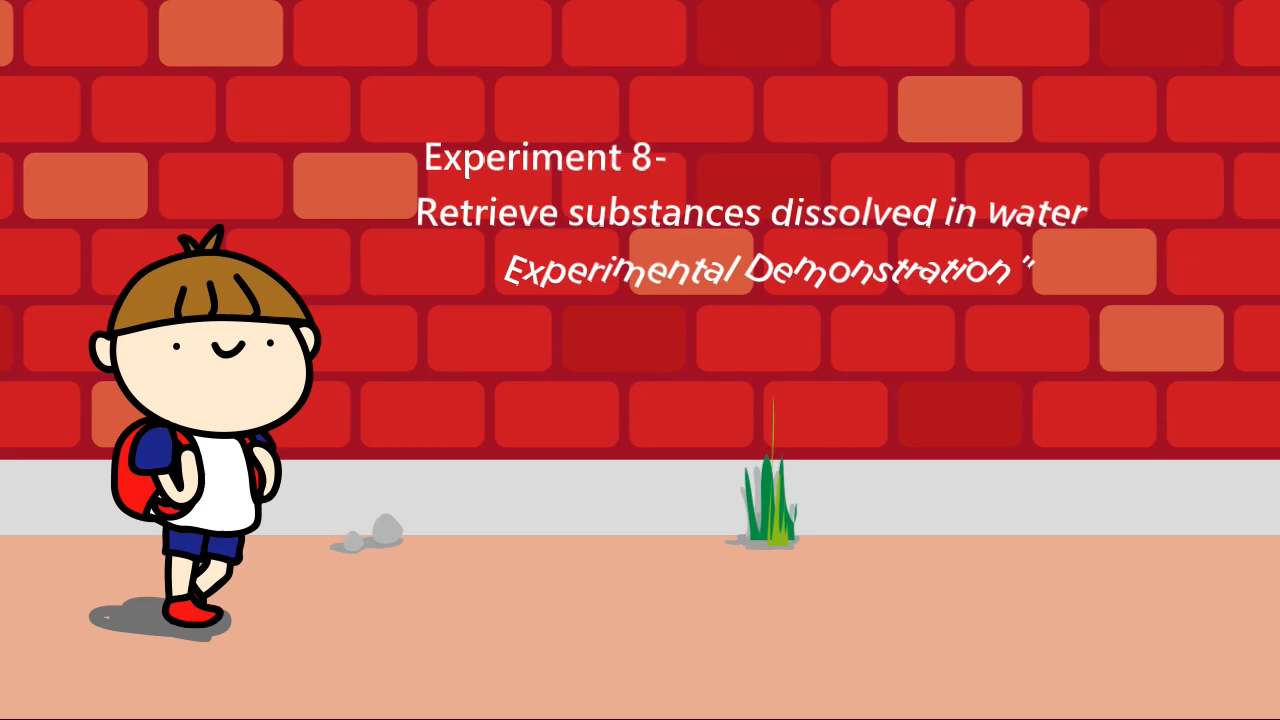 Experiment 8-
Retrieve substances dissolved in water
Experimental Demonstration "